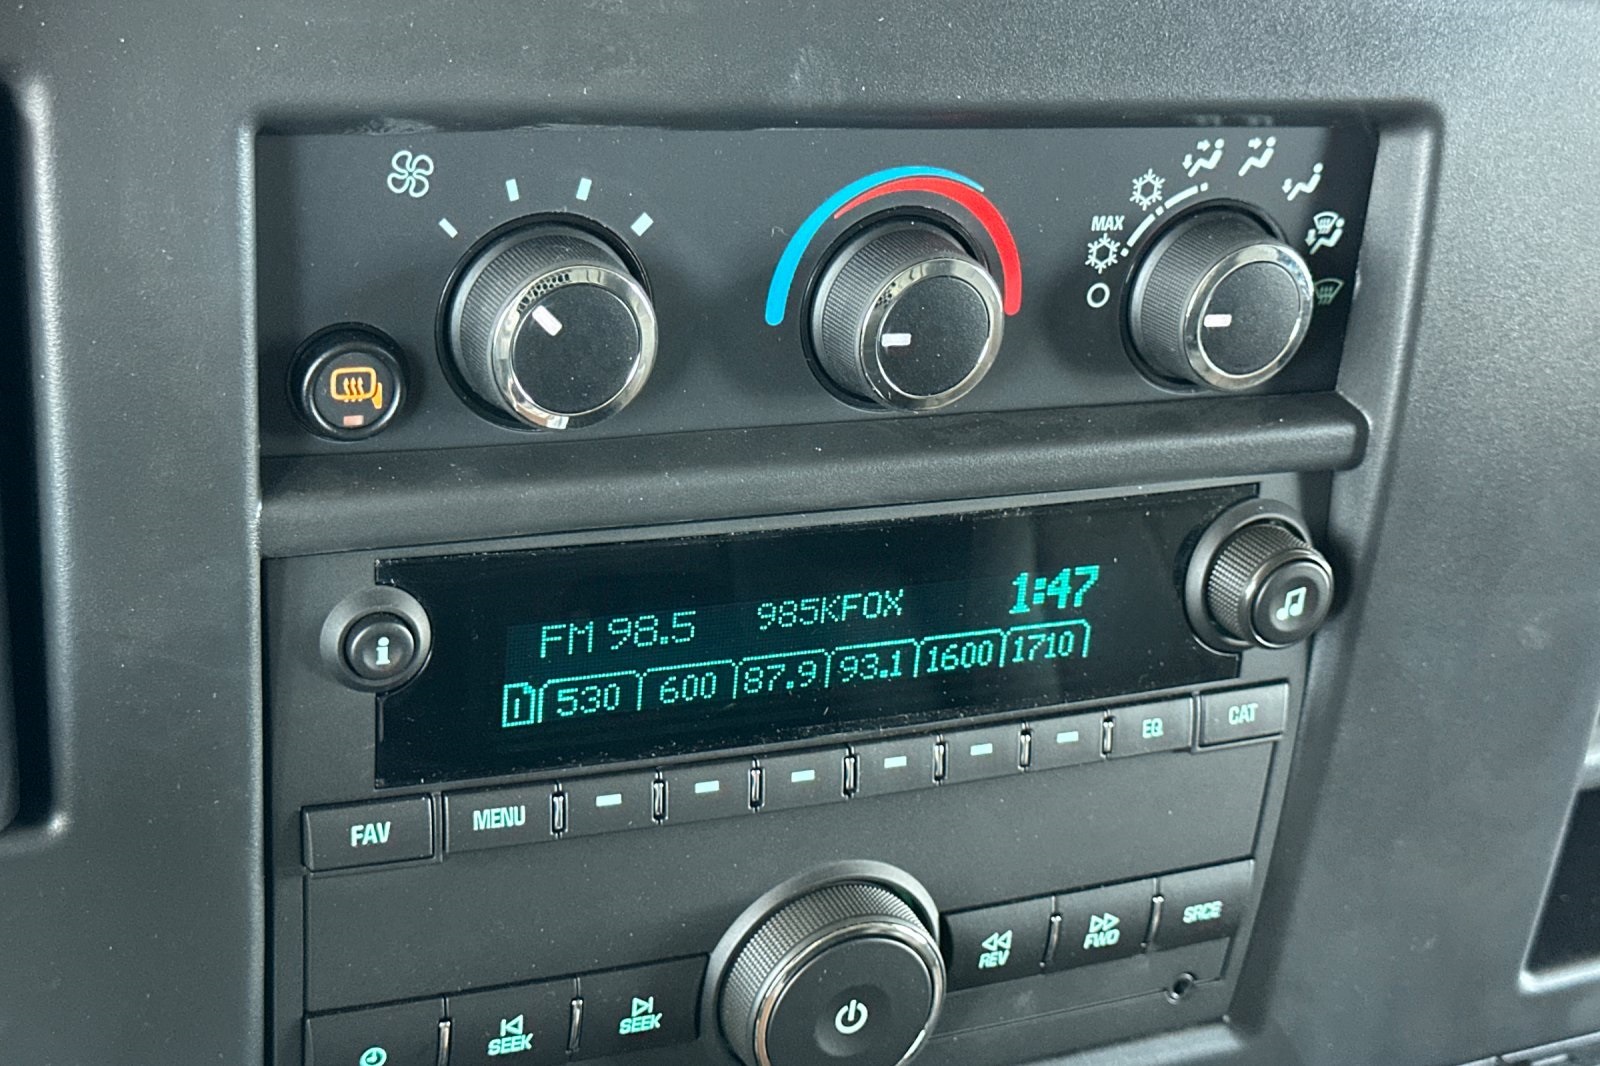 MAX
FM 98.5 985KFOX 1:47
1 530 600 87.9 93.1 1600 1710
i
FAV MENU EQ CAT
REV FWD SRCE
SEEK SEEK